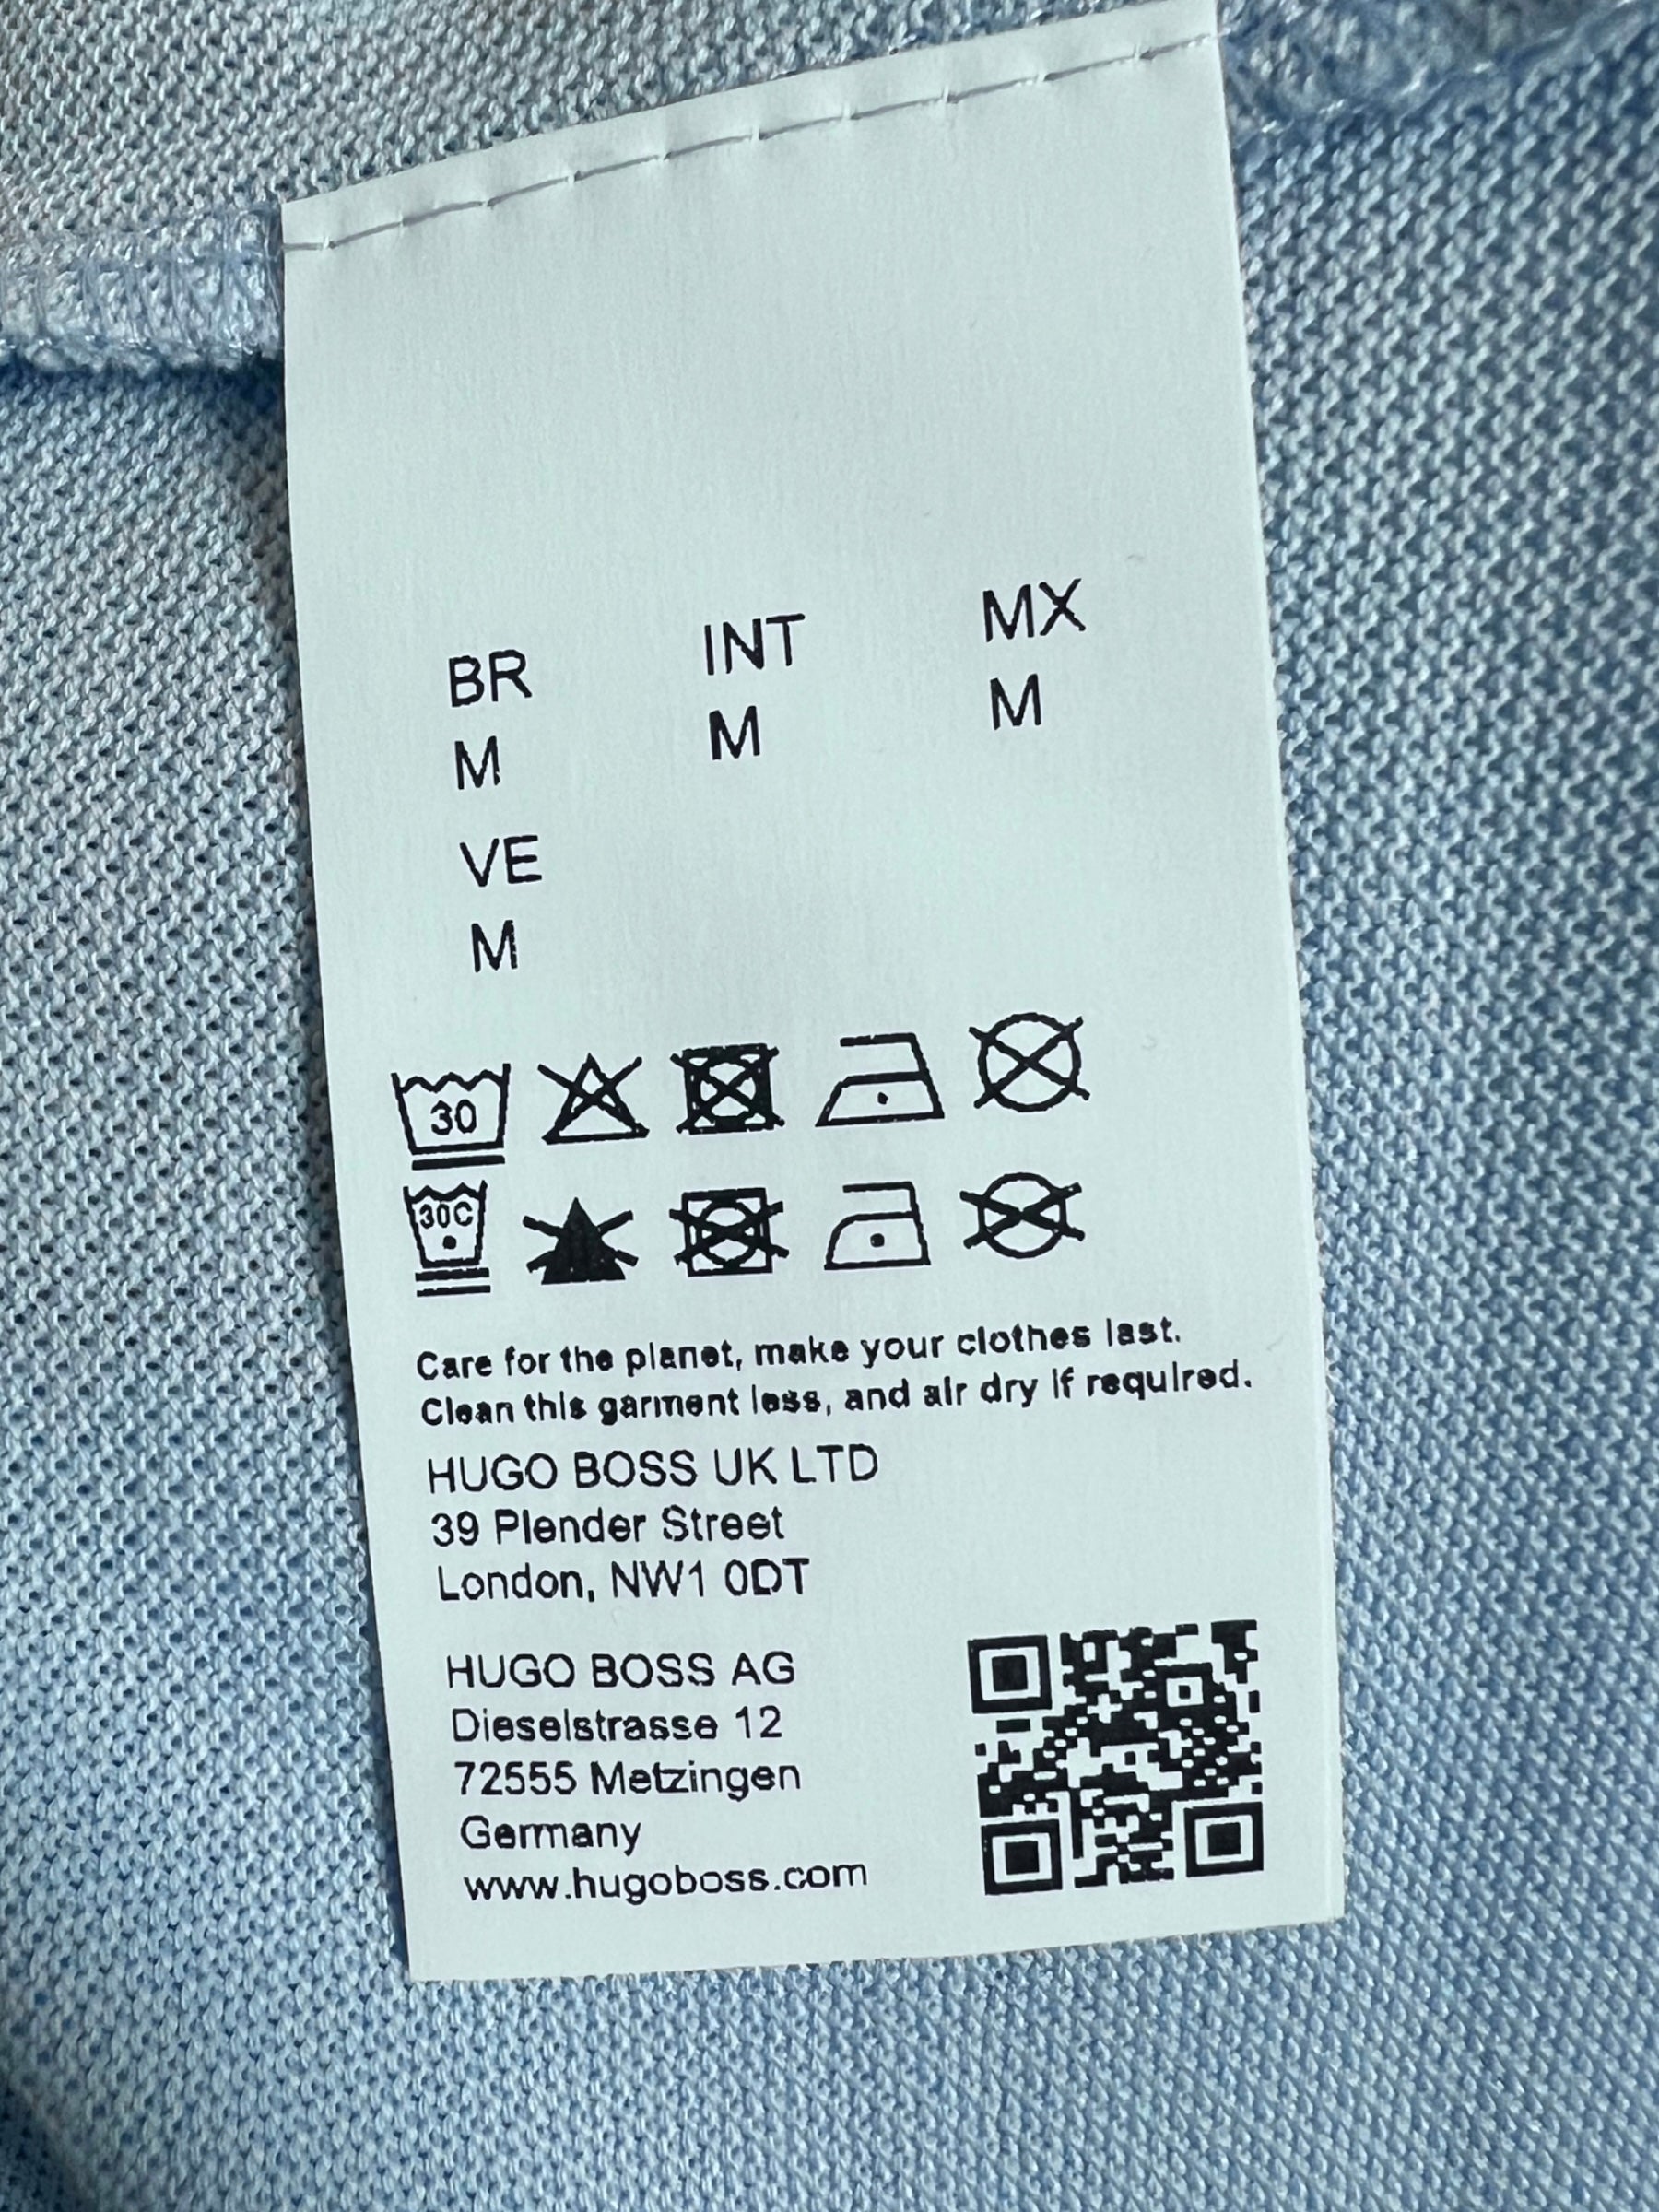 BR INT MX
M M M
VE
M
30
30C
Care for the planet, make your clothes last.
Clean this garment less, and air dry if required.
HUGO BOSS UK LTD
39 Plender Street
London, NW1 0DT
HUGO BOSS AG
Dieselstrasse 12
72555 Metzingen
Germany
www.hugoboss.com